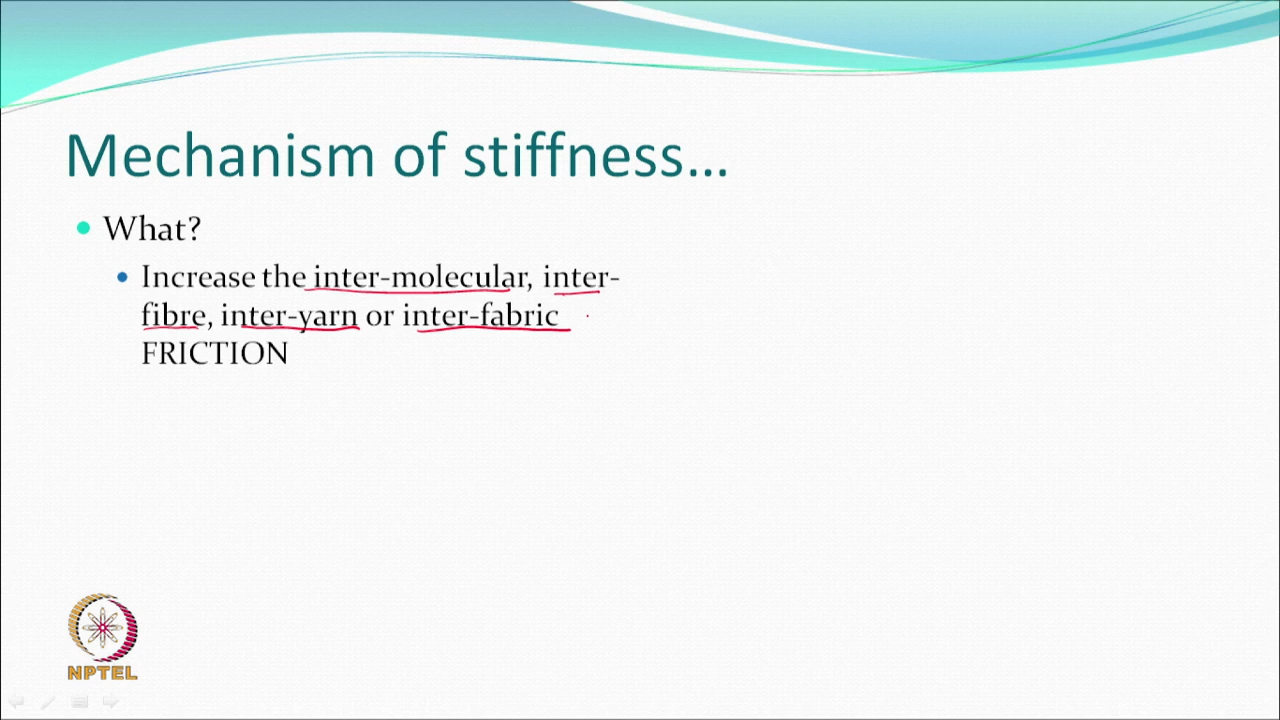 Mechanism of stiffness...
What?
Increase the inter-molecular, inter-
fibre, inter-yarn or inter-fabric
FRICTION
NPTEL